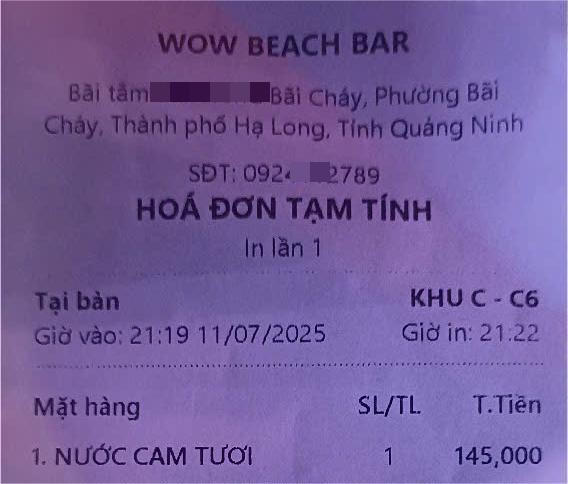 WOW BEACH BAR
Bãi tắm Bãi Cháy, Phường Bãi
Cháy, Thành phố Hạ Long, Tỉnh Quảng Ninh
SĐT: 092 2789
HOÁ ĐƠN TẠM TÍNH
In lần 1
Tại bàn KHU C - C6
Giờ vào: 21:19 11/07/2025 Giờ in: 21:22
Mặt hàng SL/TL T.Tiền
1. NƯỚC CAM TƯƠI 1 145,000